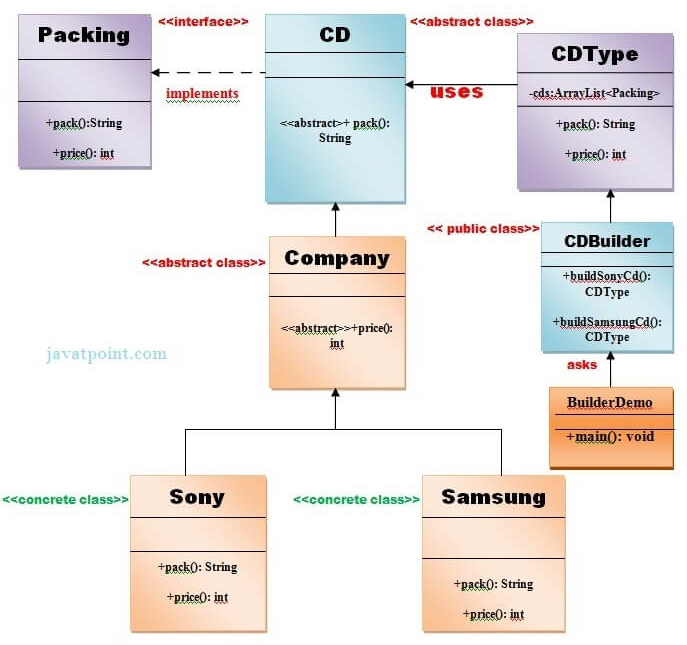 Packing
<<interface>>
CD
<<abstract class>>
CDType
-cds:ArrayList<Packing>
implements
uses
+pack():String
+price(): int
<<abstract>+ pack():
String
+pack(): String
+price(): int
<< public class>>
CDBuilder
+buildSonyCd():
CDType
+buildSamsungCd():
CDType
<<abstract class>>
Company
<<abstract>>+price():
int
javatpoint.com
asks
BuilderDemo
+main(): void
<<concrete class>>
Sony
+pack(): String
+price(): int
<<concrete class>>
Samsung
+pack(): String
+price(): int